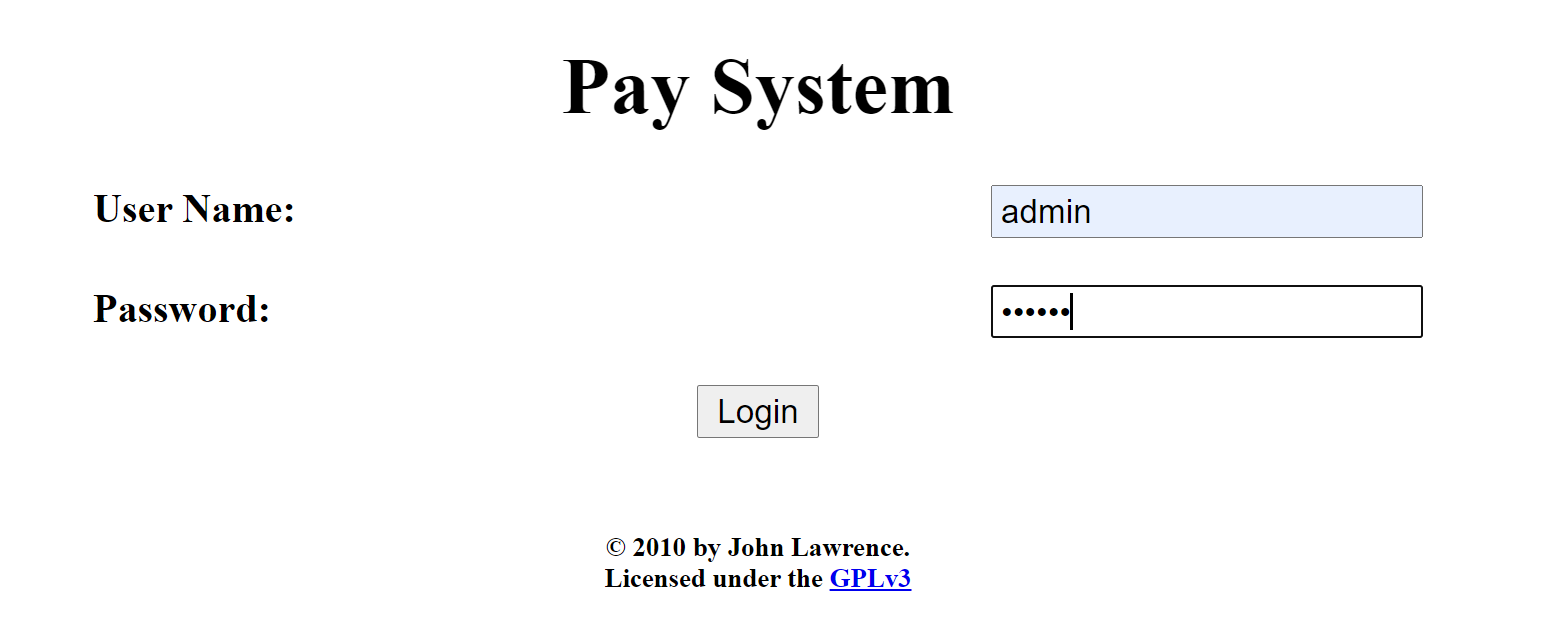 Pay System
User Name: admin
Password: ••••••
Login
© 2010 by John Lawrence.
Licensed under the GPLv3